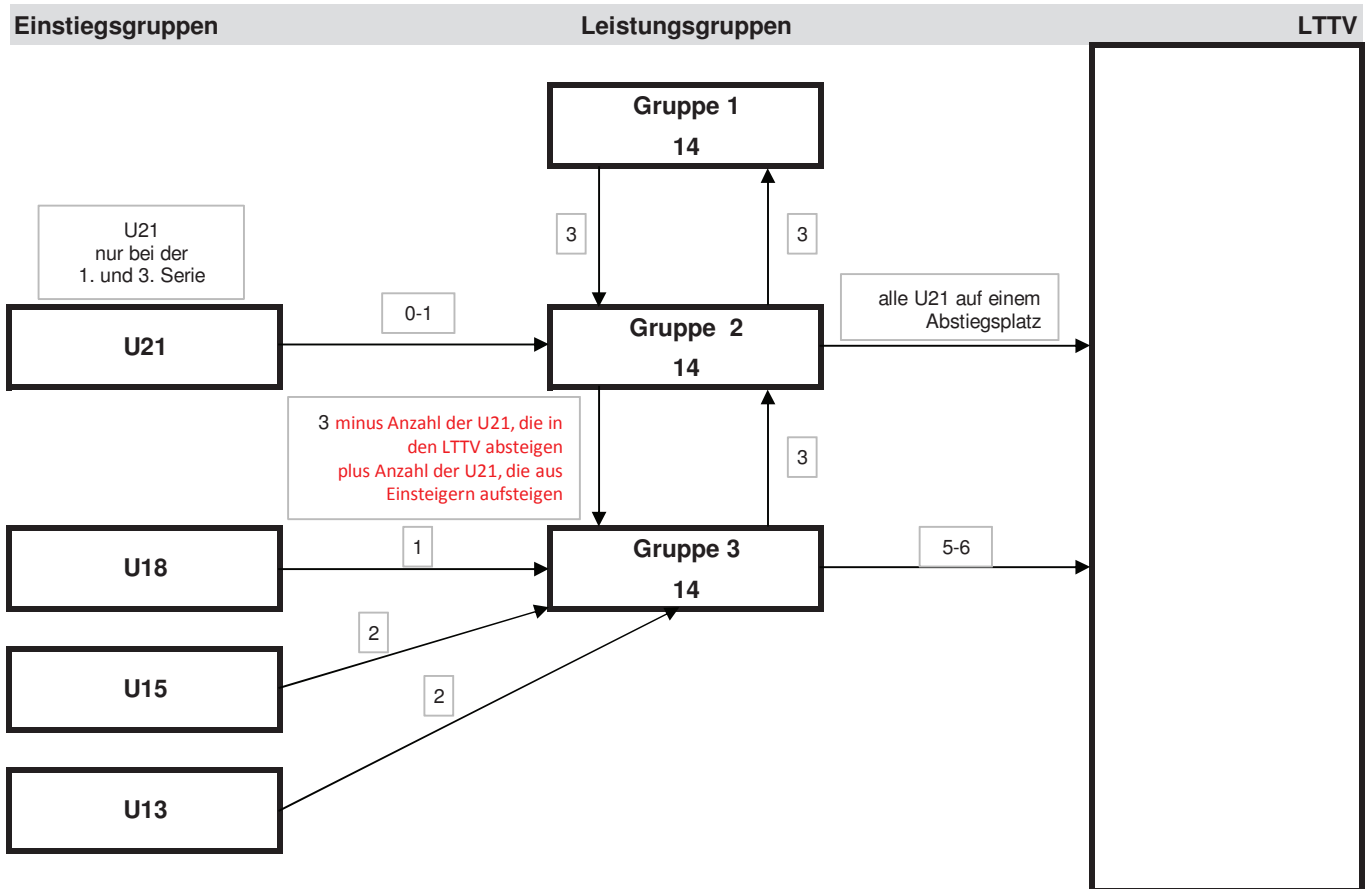 Einstiegsgruppen Leistungsgruppen LTTV
Gruppe 1
14
3
3
U21
nur bei der
1. und 3. Serie
U21
0-1
Gruppe 2
14
alle U21 auf einem
Abstiegsplatz
3 minus Anzahl der U21, die in
den LTTV absteigen
plus Anzahl der U21, die aus
Einsteigern aufsteigen
3
U18
1
Gruppe 3
14
5-6
2
U15
2
U13